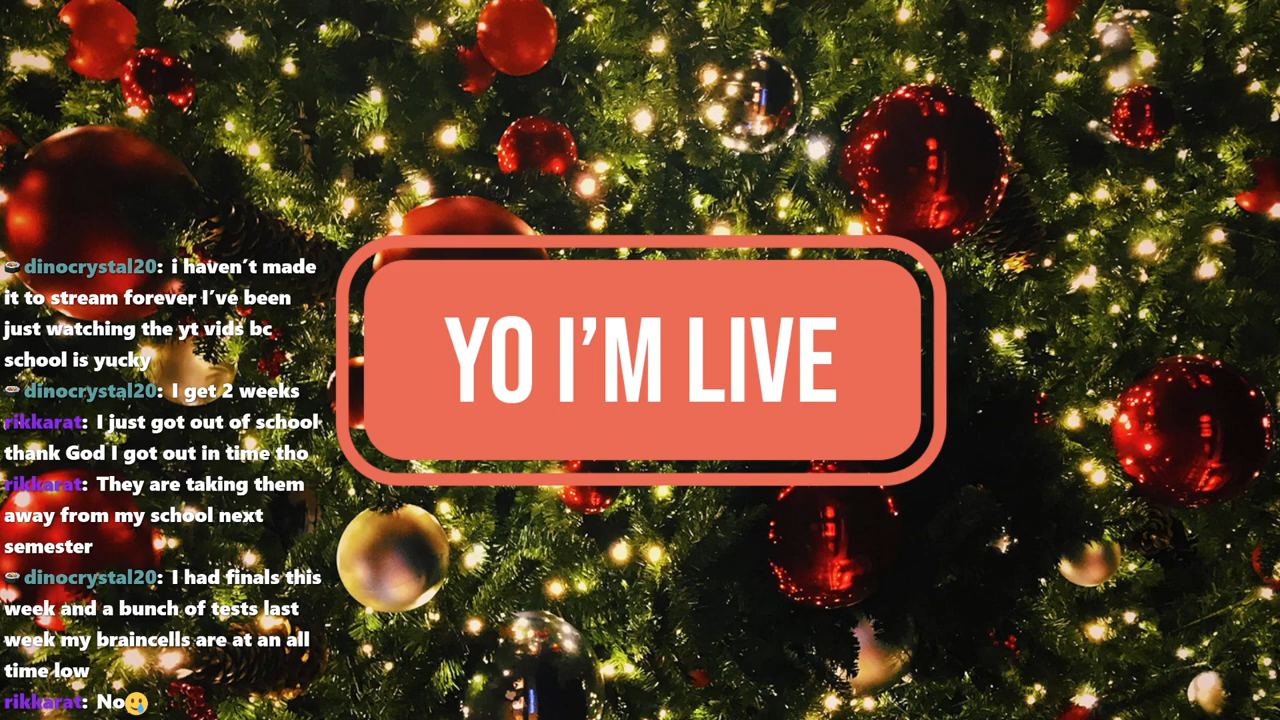 dinocrystal20: i haven't made
it to stream forever I've been
just watching the yt vids bc
school is yucky
dinocrystal20: I get 2 weeks
rikkarat: I just got out of school
thank God I got out in time tho
rikkarat: They are taking them
away from my school next
semester
dinocrystal20: I had finals this
week and a bunch of tests last
week my braincells are at an all
time low
rikkarat: No🥲
YO I'M LIVE